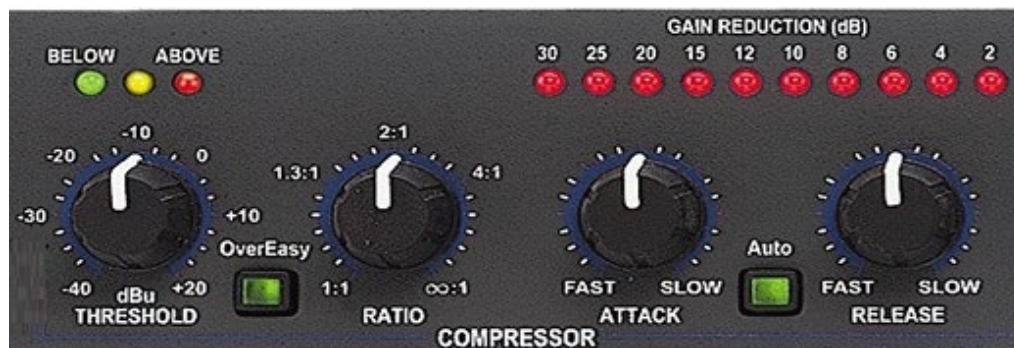 GAIN REDUCTION (dB)
BELOW ABOVE 30 25 20 15 12 10 8 6 4 2
-10 2:1
-20 0 1.3:1 4:1
-30 +10
OverEasy Auto
-40 dBu +20 1:1 ∞:1 FAST SLOW FAST SLOW
THRESHOLD RATIO ATTACK RELEASE
COMPRESSOR